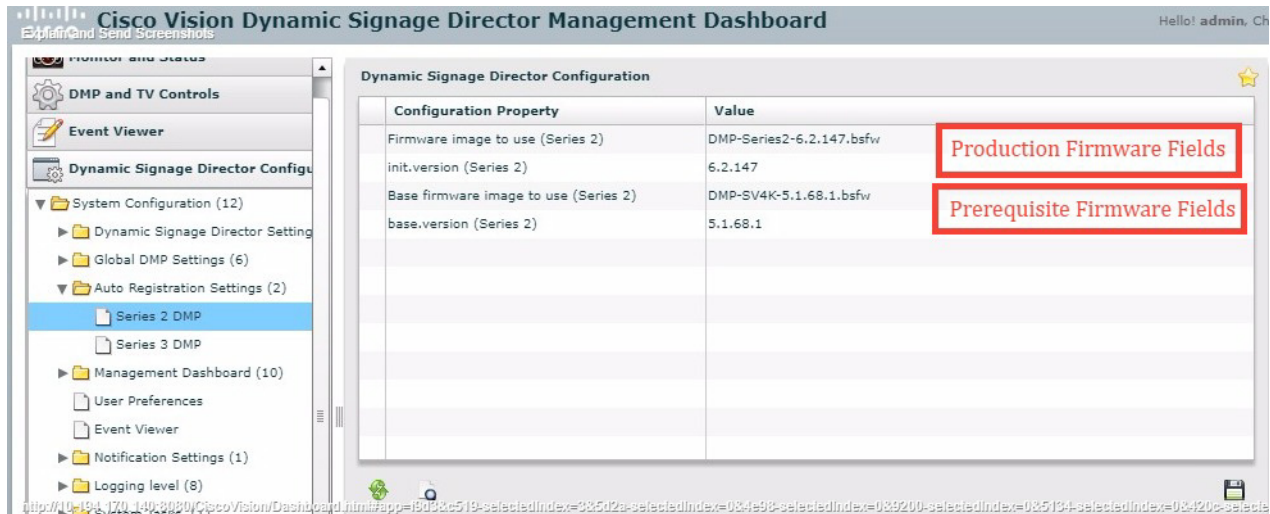 Cisco Vision Dynamic Signage Director Management Dashboard
Hello! admin, Ch
Explain and Send Screenshots
Monitor and Status
DMP and TV Controls
Event Viewer
Dynamic Signage Director Configu
System Configuration (12)
Dynamic Signage Director Setting
Global DMP Settings (6)
Auto Registration Settings (2)
Series 2 DMP
Series 3 DMP
Management Dashboard (10)
User Preferences
Event Viewer
Notification Settings (1)
Logging level (8)
Dynamic Signage Director Configuration
Configuration Property Value
Firmware image to use (Series 2) DMP-Series2-6.2.147.bsfw
init.version (Series 2) 6.2.147
Base firmware image to use (Series 2) DMP-SV4K-5.1.68.1.bsfw
base.version (Series 2) 5.1.68.1
Production Firmware Fields
Prerequisite Firmware Fields